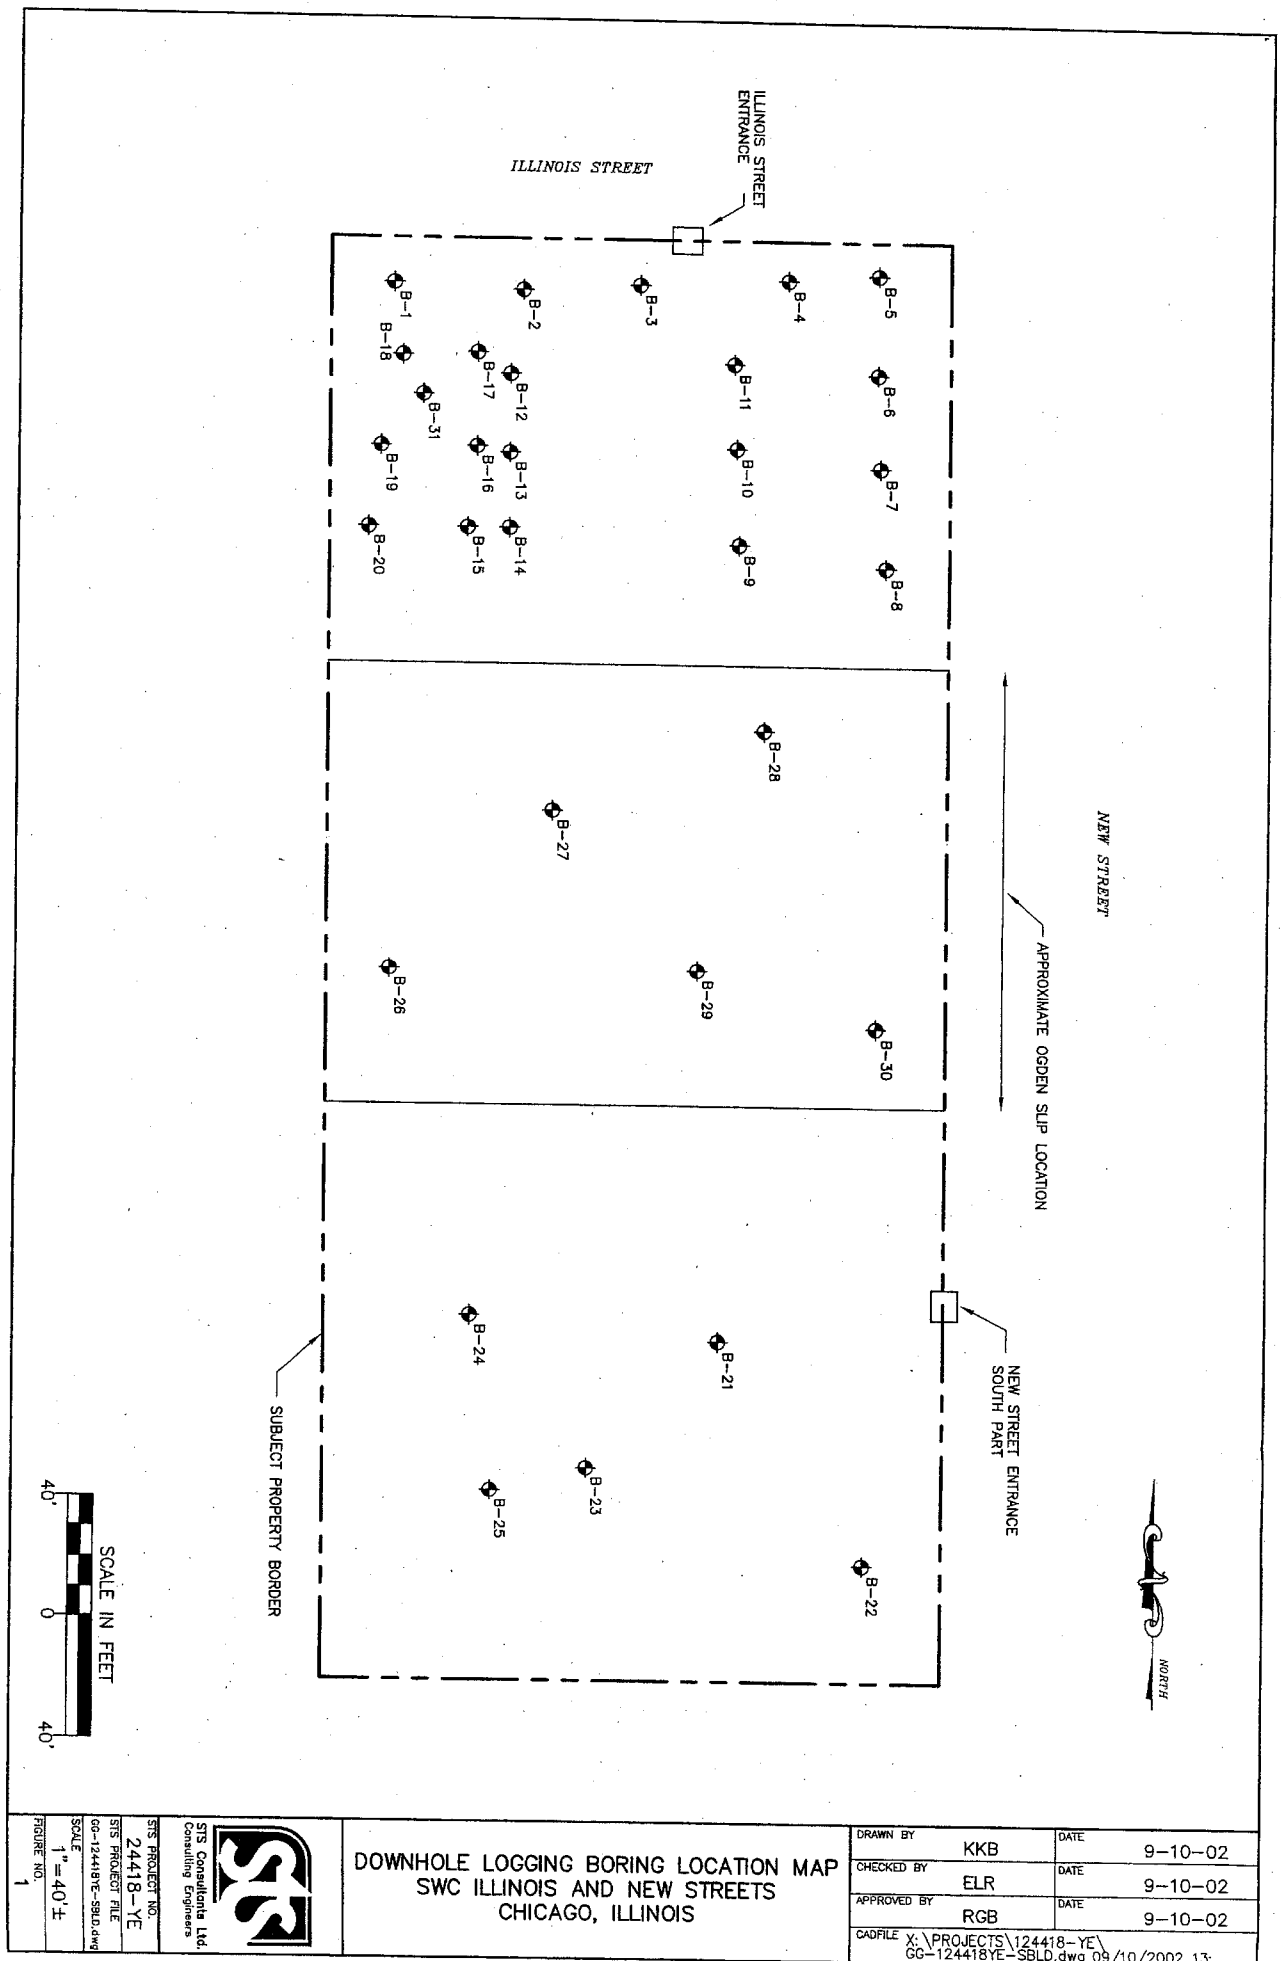 ILLINOIS STREET
ENTRANCE
ILLINOIS STREET
B-1
B-2
B-3
B-4
B-5
B-18
B-17
B-12
B-11
B-6
B-31
B-19
B-16
B-13
B-10
B-7
B-20
B-15
B-14
B-9
B-8
B-28
B-27
B-26
B-29
B-30
NEW STREET
APPROXIMATE OGDEN SLIP LOCATION
B-24
B-21
B-25
B-23
B-22
NEW STREET ENTRANCE
SOUTH PART
SUBJECT PROPERTY BORDER
NORTH
40'
0
40'
SCALE IN FEET
STS
STS Consultants Ltd.
Consulting Engineers
STS PROJECT NO.
24418-YE
STS PROJECT FILE
GG-124418YE-SBLD.dwg
SCALE
1"=40'±
FIGURE NO.
1
DOWNHOLE LOGGING BORING LOCATION MAP
SWC ILLINOIS AND NEW STREETS
CHICAGO, ILLINOIS
DRAWN BY KKB DATE 9-10-02
CHECKED BY ELR DATE 9-10-02
APPROVED BY RGB DATE 9-10-02
CADFILE X:\PROJECTS\124418-YE\
GG-124418YE-SBLD.dwg 09/10/2002 13: